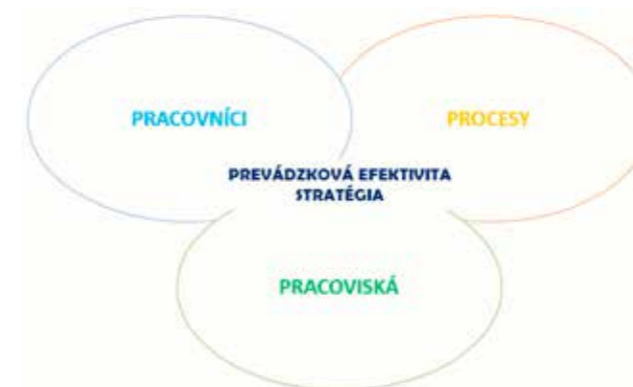 PRACOVNÍCI
PROCESY
PREVÁDZKOVÁ EFEKTIVITA
STRATÉGIA
PRACOVISKÁ